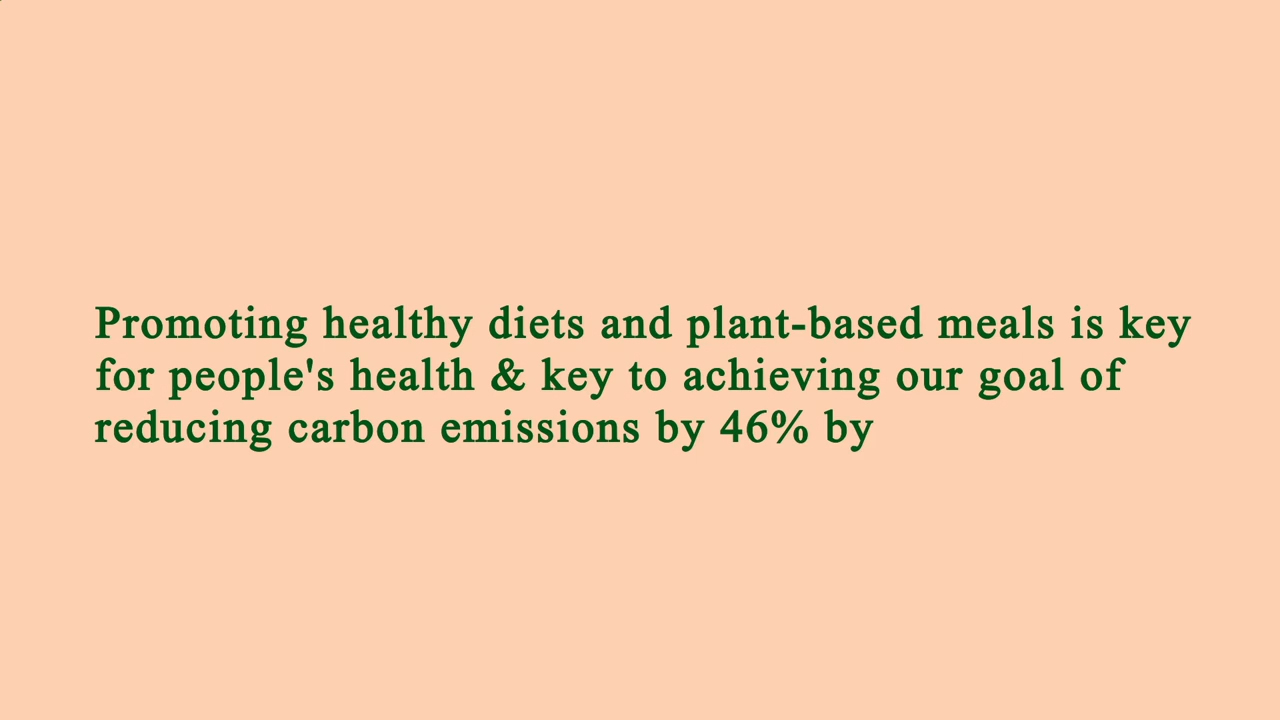 Promoting healthy diets and plant-based meals is key
for people's health & key to achieving our goal of
reducing carbon emissions by 46% by